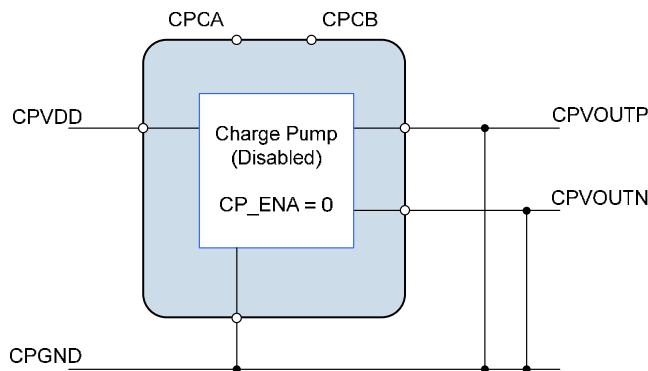 CPCA
CPCB
CPVDD
Charge Pump
(Disabled)
CP_ENA = 0
CPVOUTP
CPVOUTN
CPGND